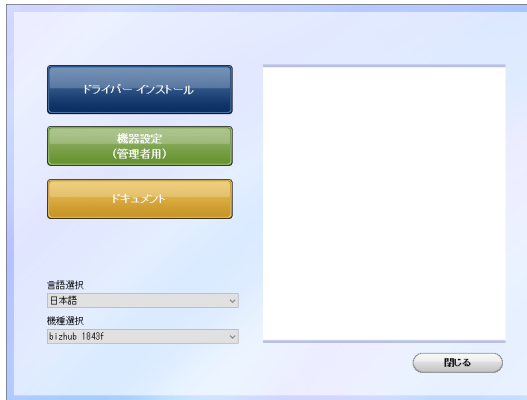 ドライバー インストール
機器設定
(管理者用)
ドキュメント
言語選択
日本語
機種選択
bizhub 1843f
閉じる